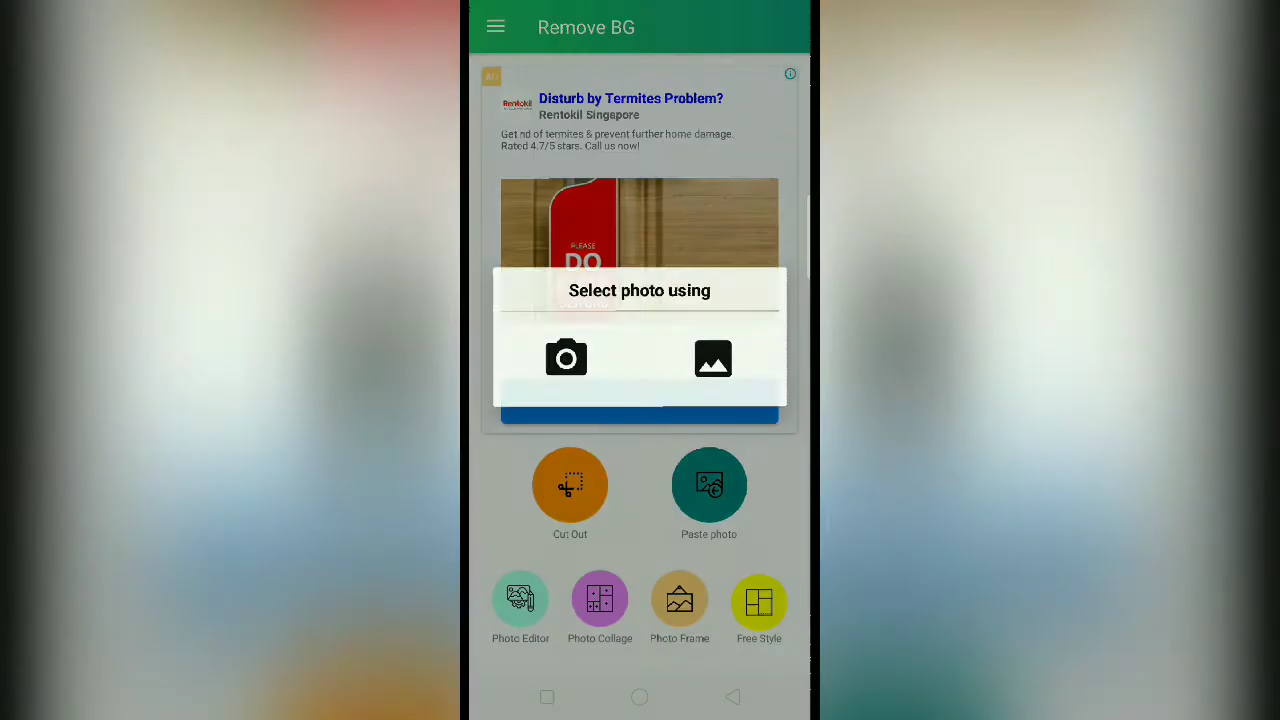 Remove BG
Ad
Disturb by Termites Problem?
Rentokil
Rentokil Singapore
Get rid of termites & prevent further home damage.
Rated 4.7/5 stars. Call us now!
PLEASE
DO
Select photo using
Cut Out
Paste photo
Photo Editor
Photo Collage
Photo Frame
Free Style